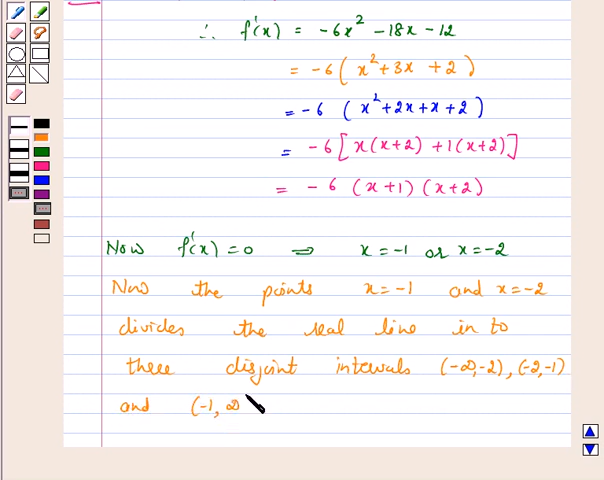 ∴ f'(x) = -6x² - 18x - 12
= -6 ( x² + 3x + 2 )
= -6 ( x² + 2x + x + 2 )
= -6 [ x(x+2) + 1(x+2) ]
= -6 (x+1) (x+2)
Now f'(x) = 0 ⇒ x = -1 or x = -2
Now the points x = -1 and x = -2
divides the real line in to
three disjoint intervals (-∞,-2), (-2,-1)
and (-1, ∞